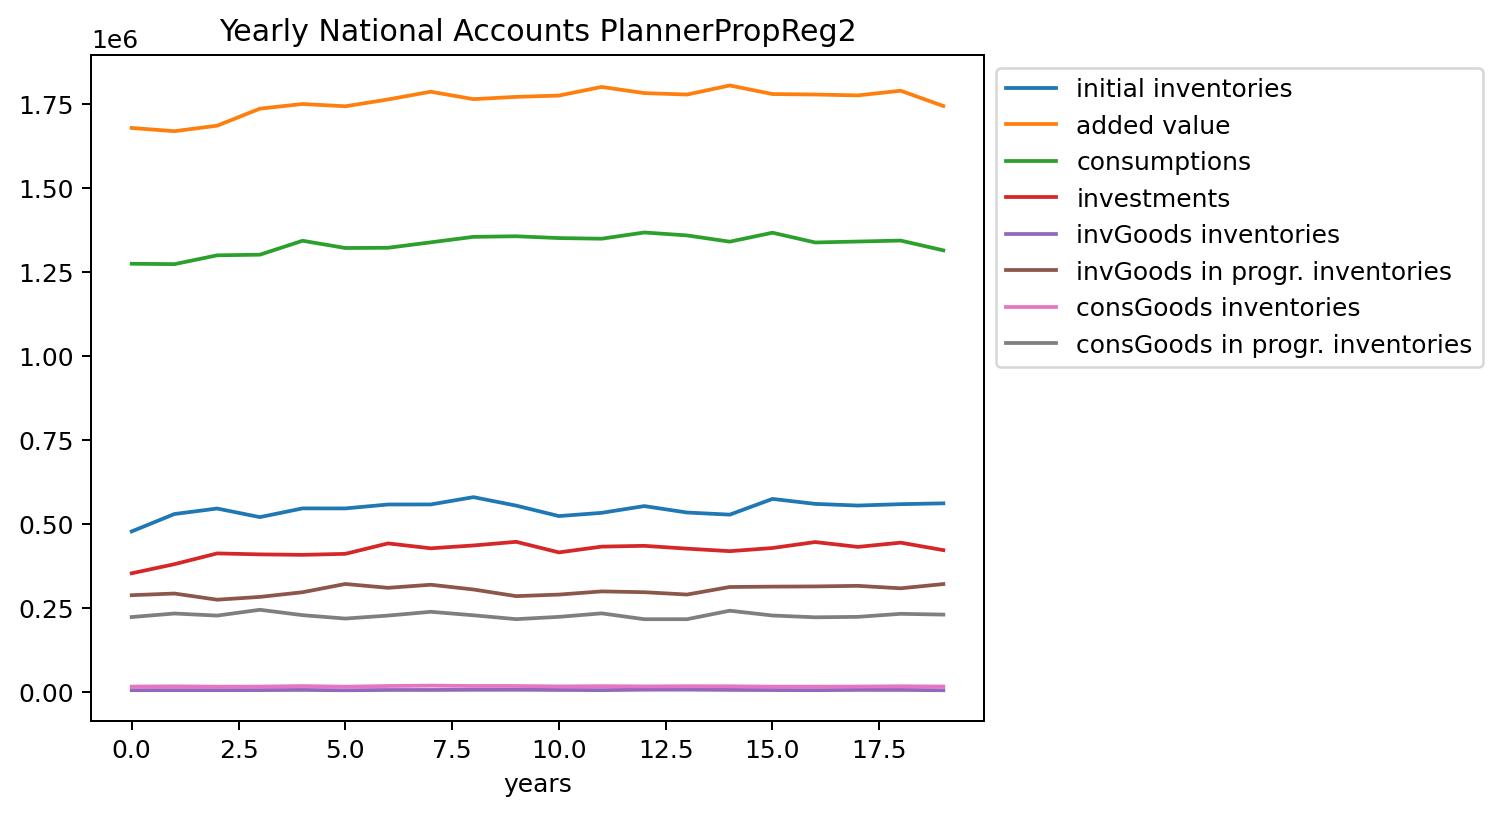 Yearly National Accounts PlannerPropReg2
1e6
1.75
1.50
1.25
1.00
0.75
0.50
0.25
0.00
0.0 2.5 5.0 7.5 10.0 12.5 15.0 17.5
years
initial inventories
added value
consumptions
investments
invGoods inventories
invGoods in progr. inventories
consGoods inventories
consGoods in progr. inventories